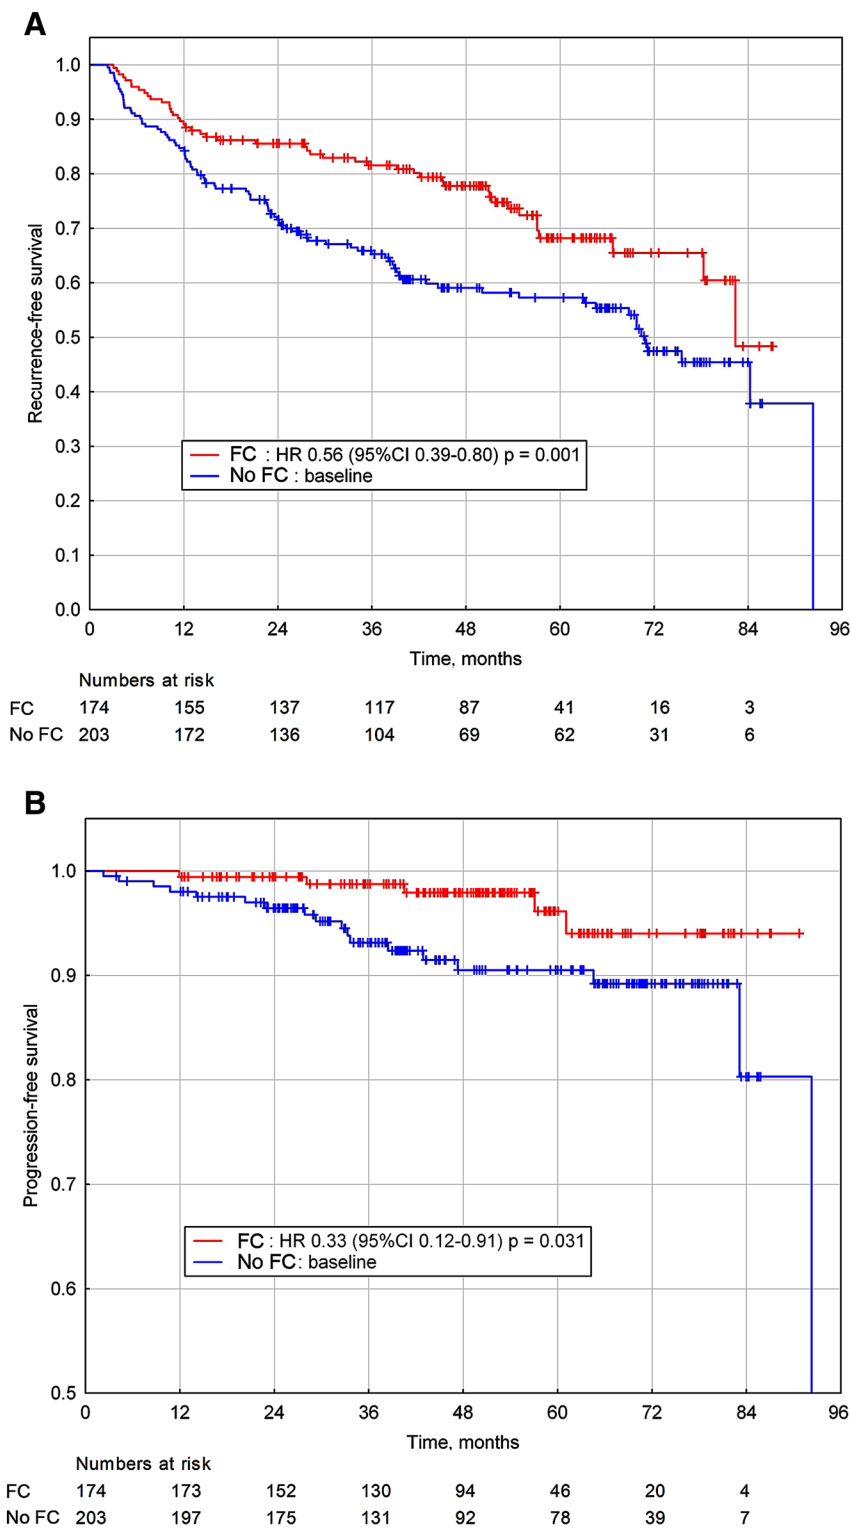 A
1.0
0.9
0.8
0.7
0.6
0.5
0.4
0.3
0.2
0.1
0.0
Recurrence-free survival
FC : HR 0.56 (95%CI 0.39-0.80) p = 0.001
No FC : baseline
0 12 24 36 48 60 72 84 96
Time, months
Numbers at risk
FC 174 155 137 117 87 41 16 3
No FC 203 172 136 104 69 62 31 6
B
1.0
0.9
0.8
0.7
0.6
0.5
Progression-free survival
FC : HR 0.33 (95%CI 0.12-0.91) p = 0.031
No FC : baseline
0 12 24 36 48 60 72 84 96
Time, months
Numbers at risk
FC 174 173 152 130 94 46 20 4
No FC 203 197 175 131 92 78 39 7